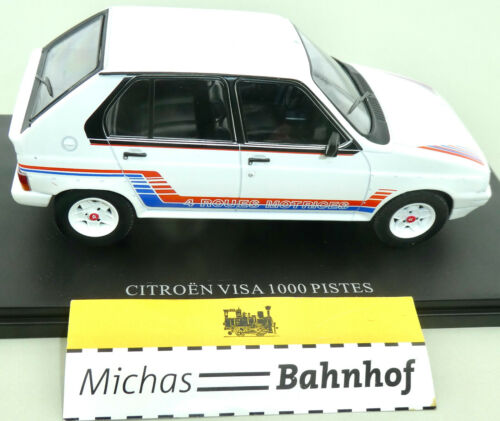 4 ROUES MOTRICES
CITROËN VISA 1000 PISTES
Michas Bahnhof